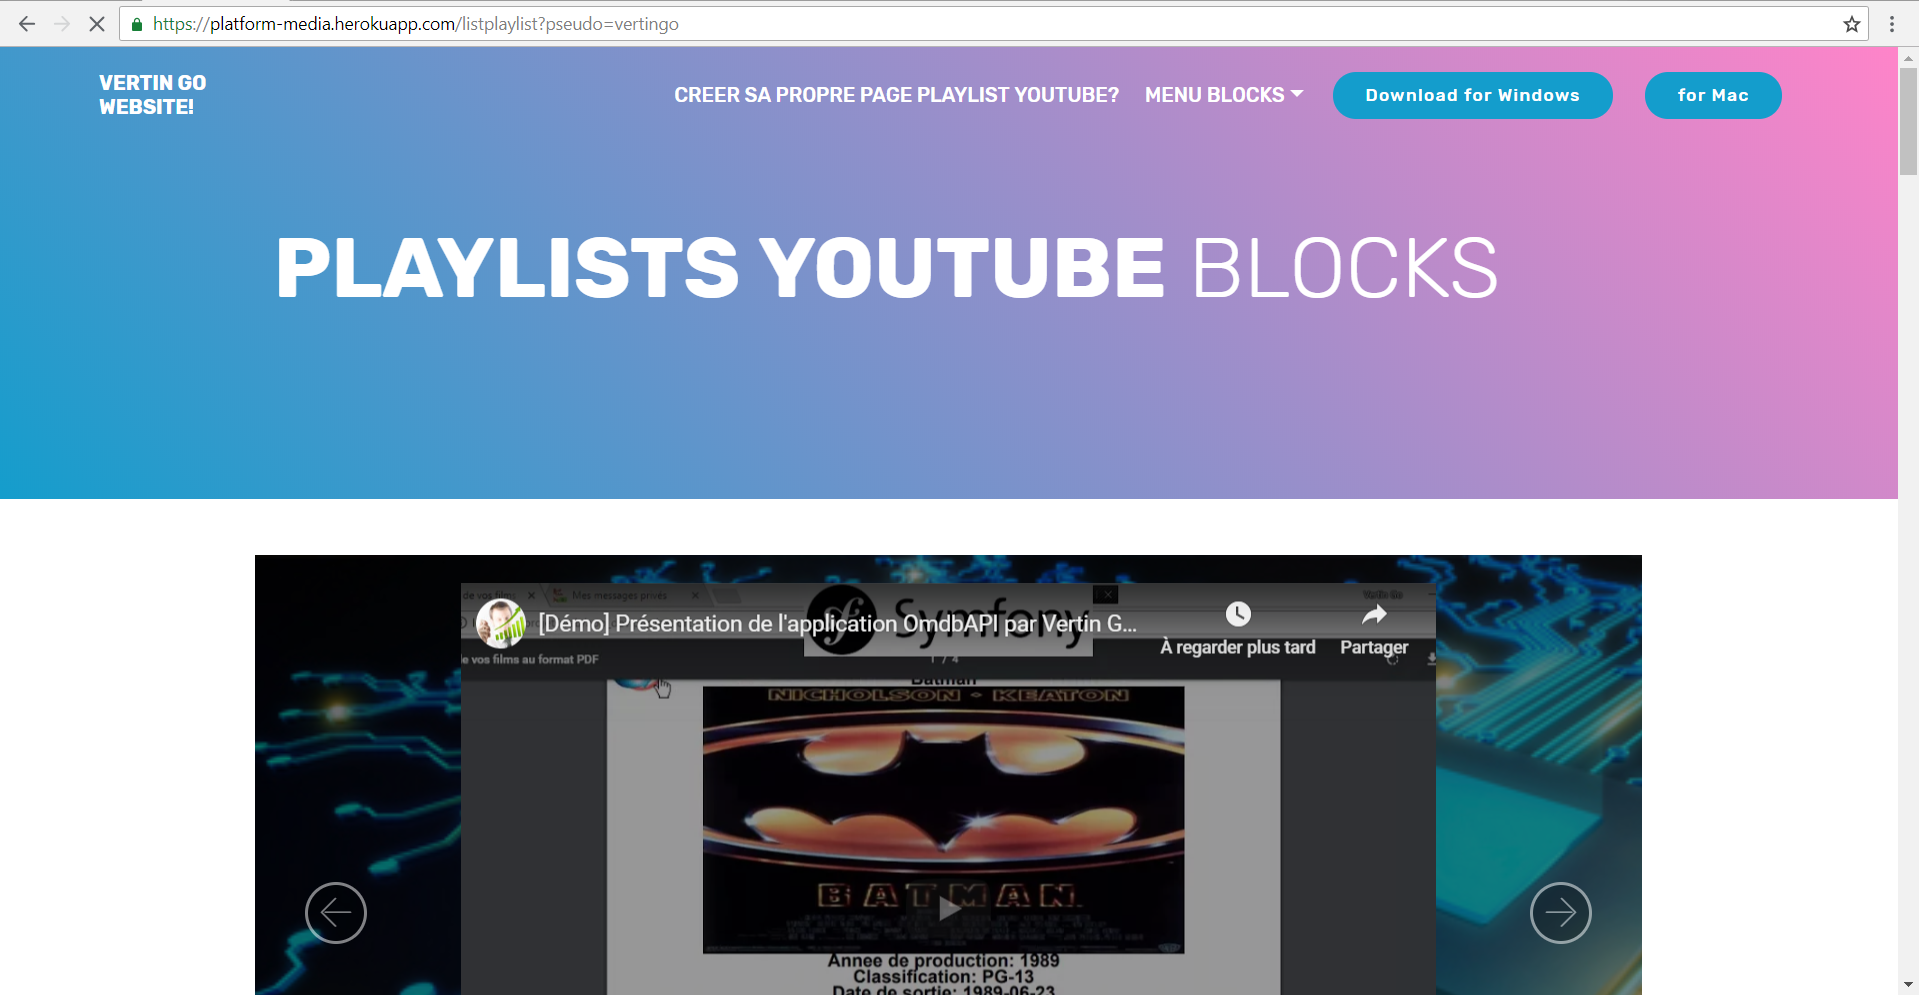 https://platform-media.herokuapp.com/listplaylist?pseudo=vertingo
VERTIN GO
WEBSITE!
CREER SA PROPRE PAGE PLAYLIST YOUTUBE?
MENU BLOCKS
Download for Windows
for Mac
PLAYLISTS YOUTUBE BLOCKS
de vos films
Mes messages privés
Symfony
[Démo] Présentation de l'application OmdbAPI par Vertin G...
À regarder plus tard
Partager
e vos films au format PDF
1 / 4
Batman
NICHOLSON · KEATON
BATMAN
Annee de production: 1989
Classification: PG-13
Date de sortie: 1989-06-23